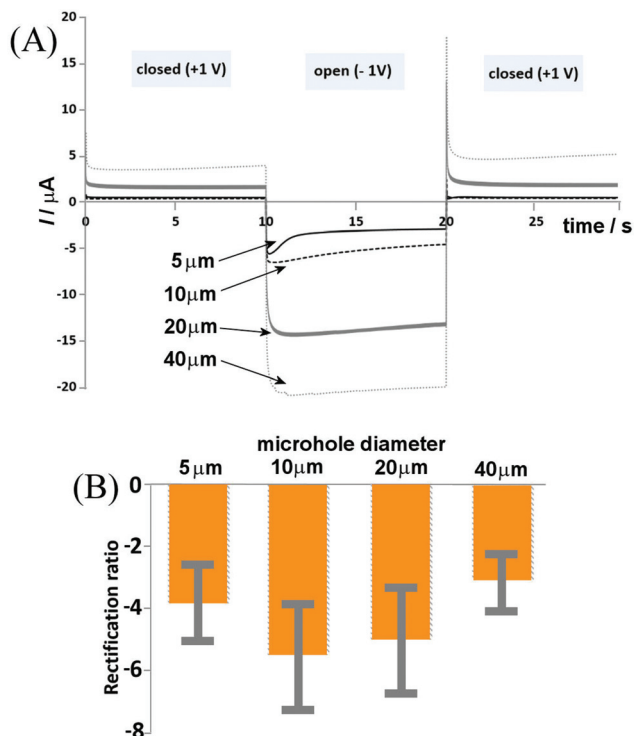 (A)
20
15
10
5
0
-5
-10
-15
-20
I / μA
closed (+1 V)
open (- 1V)
closed (+1 V)
0
5
10
15
20
25
time / s
5μm
10μm
20μm
40μm
(B)
microhole diameter
5μm 10μm 20μm 40μm
0
-2
-4
-6
-8
Rectification ratio